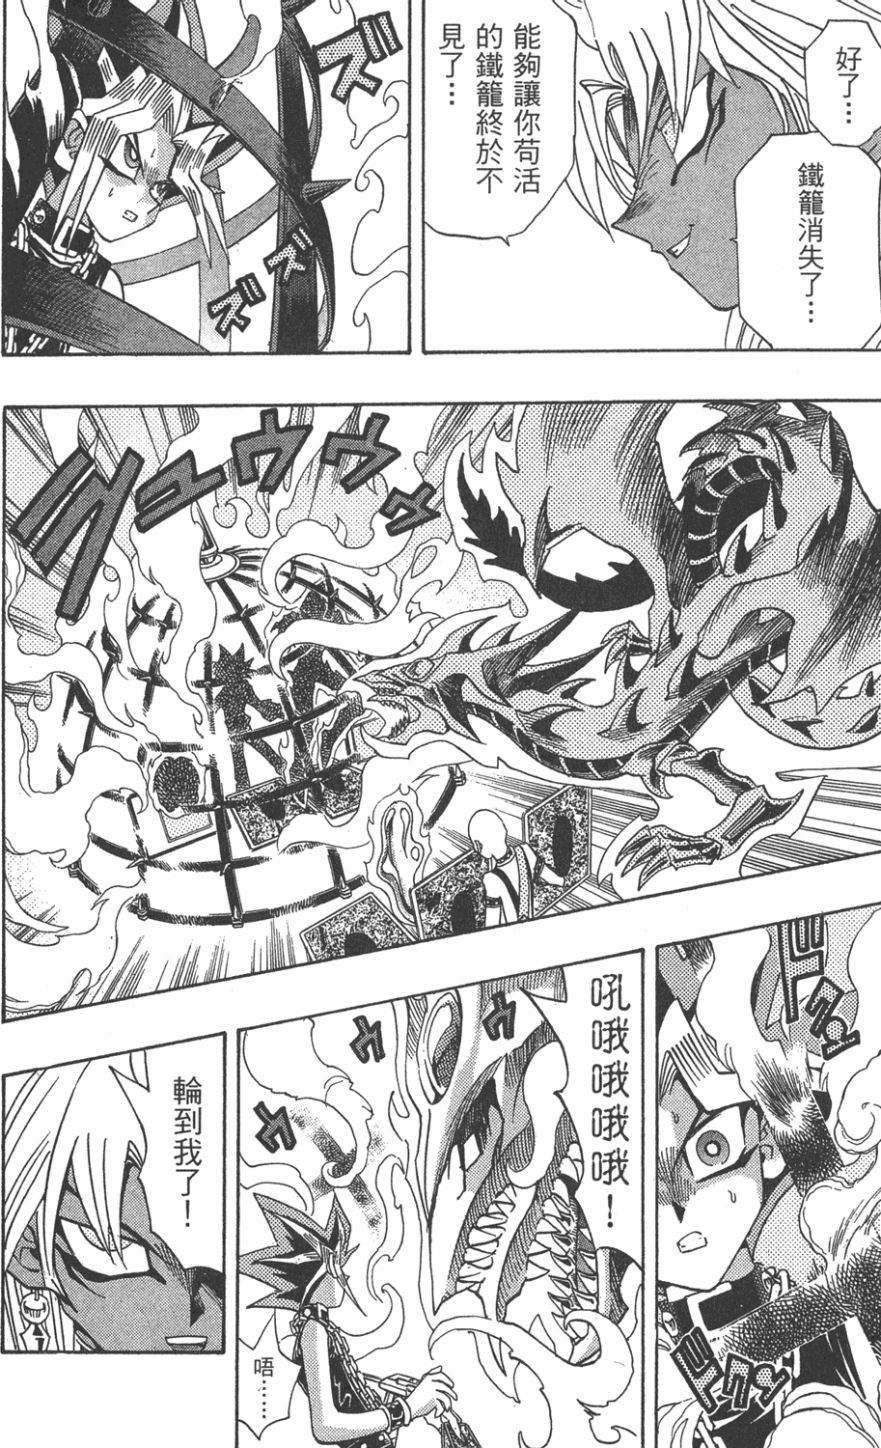 好了…
鐵籠消失了…
能夠讓你苟活
的鐵籠終於不
見了…
ズズ
ズズ
シュウウウ
吼哦哦哦哦！
唔……
輪到我了！